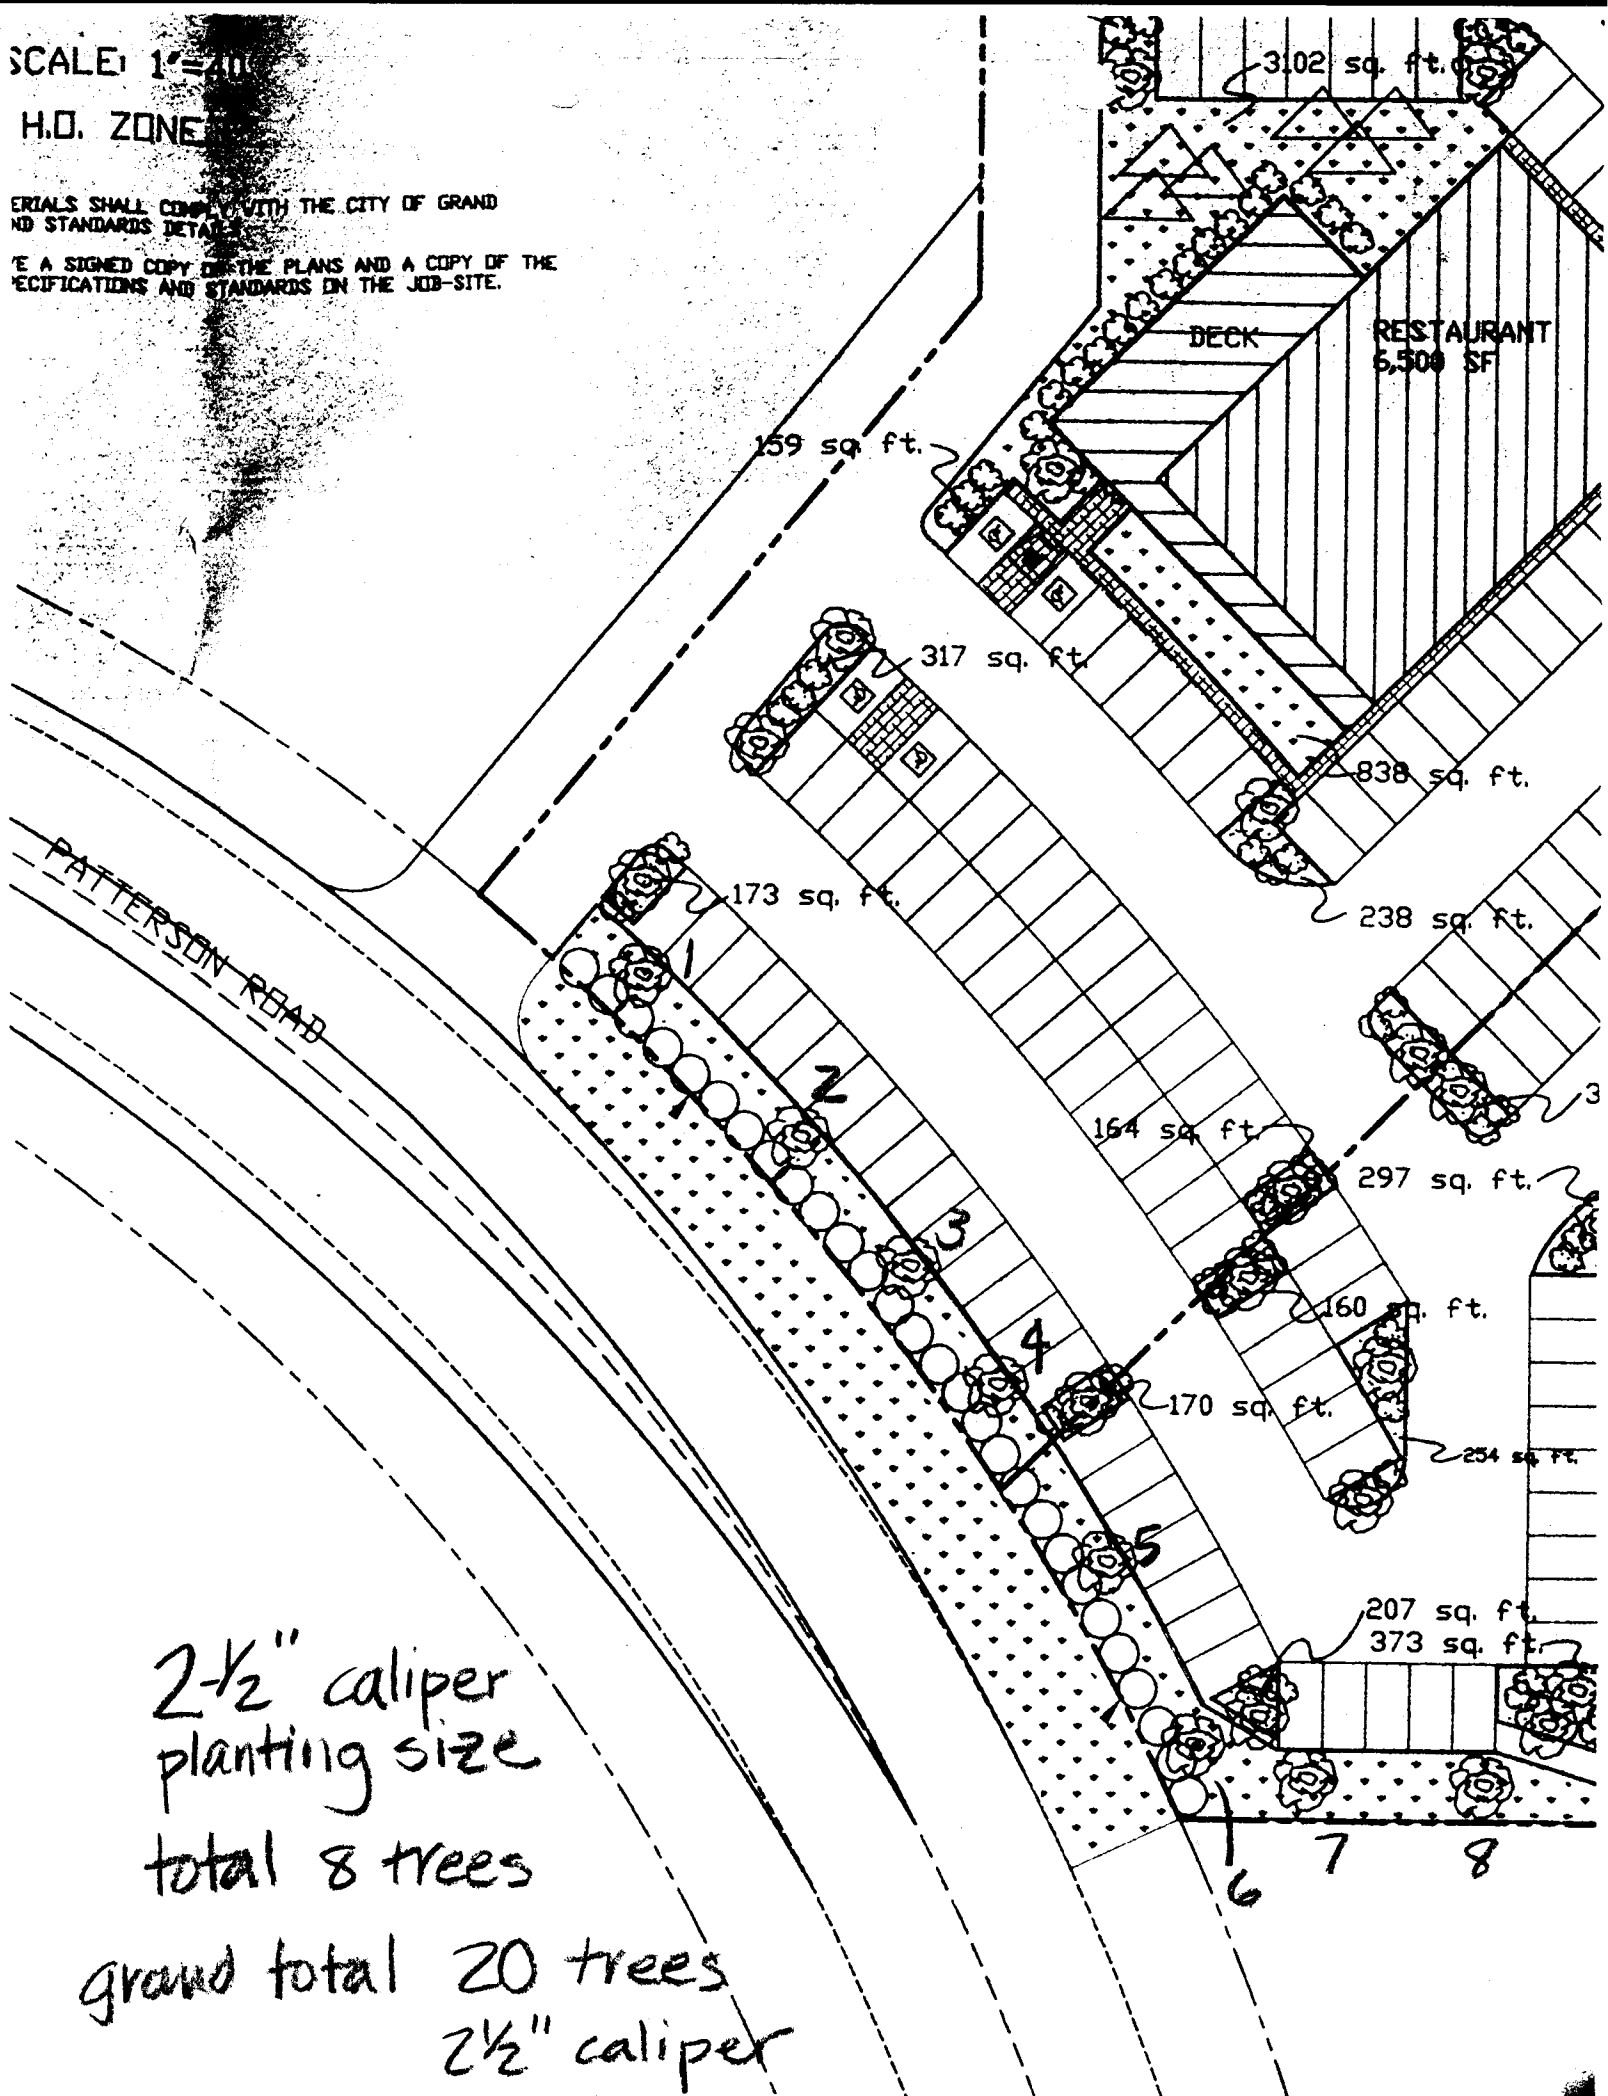 SCALE: 1"=40'
H.O. ZONE
ERIALS SHALL COMPLY WITH THE CITY OF GRAND
ND STANDARDS DETAILS
E A SIGNED COPY OF THE PLANS AND A COPY OF THE
ECIFICATIONS AND STANDARDS ON THE JOB-SITE.
3102 sq. ft.
DECK
RESTAURANT
6,500 SF
159 sq. ft.
317 sq. ft.
838 sq. ft.
173 sq. ft.
238 sq. ft.
PATTERSON ROAD
1
2
3
164 sq. ft.
297 sq. ft.
3
160 sq. ft.
4
170 sq. ft.
254 sq. ft.
5
207 sq. ft.
373 sq. ft.
2-1/2" caliper
planting size
total 8 trees
6
7
8
grand total 20 trees
2 1/2" caliper